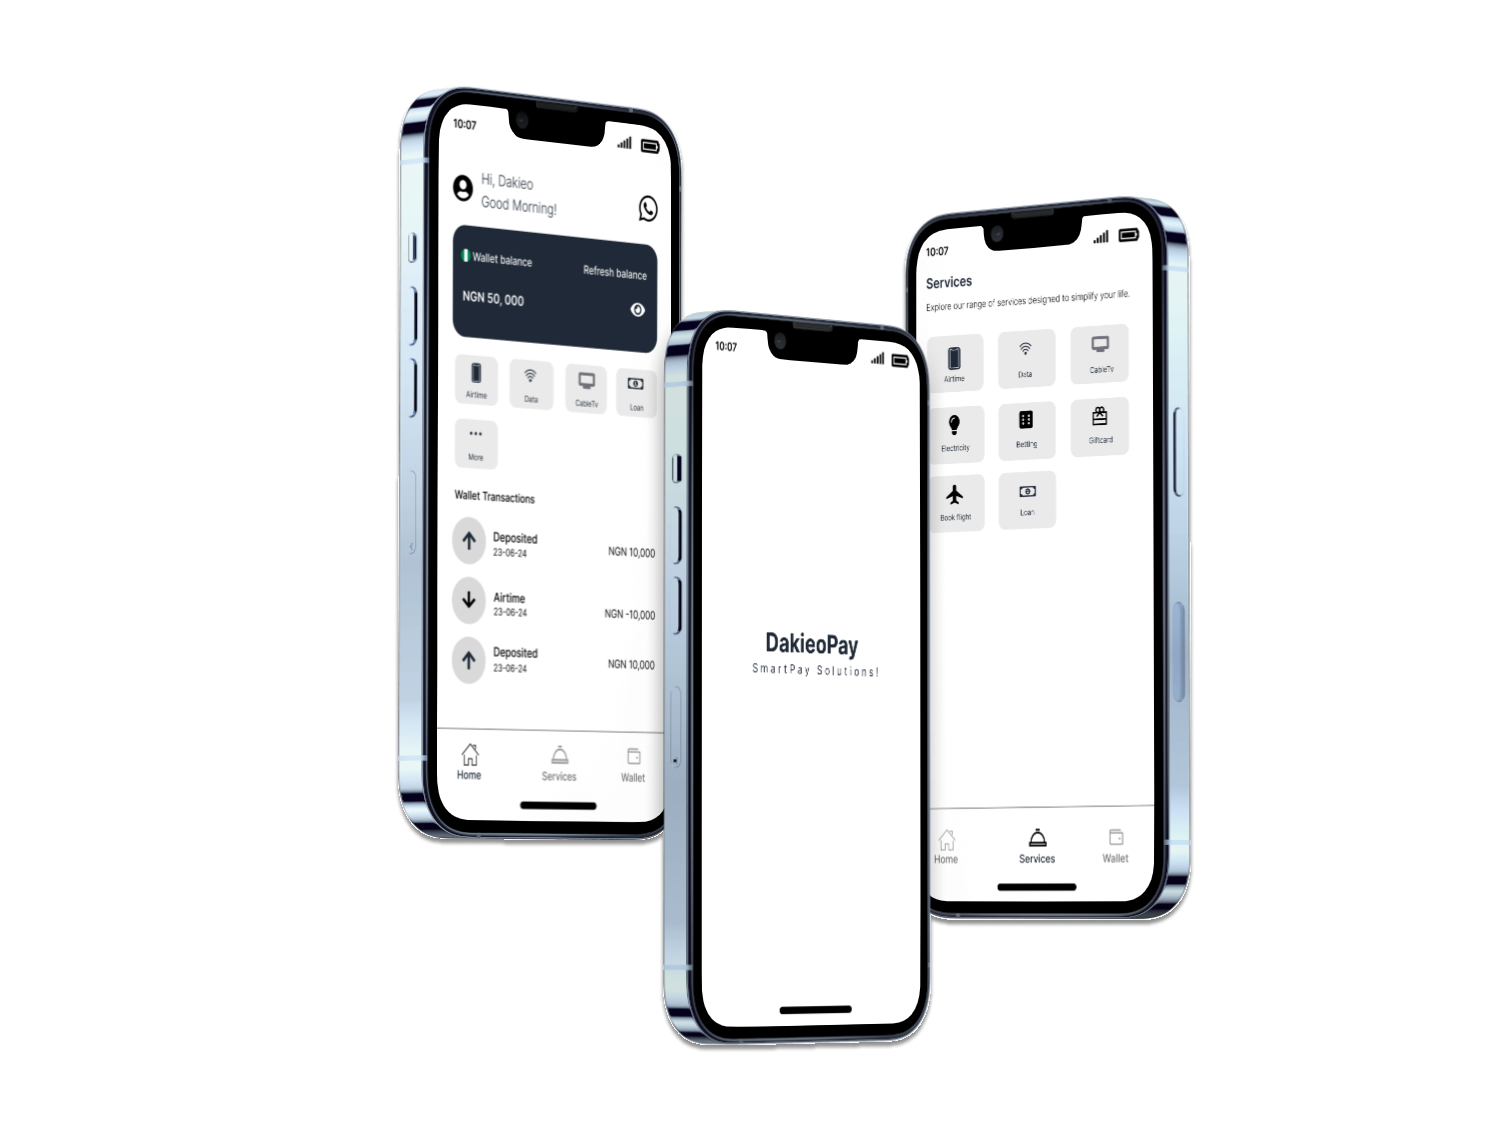 10:07
Hi, Dakieo
Good Morning!
Wallet balance
Refresh balance
NGN 50, 000
Airtime
Data
CableTv
Loan
More
Wallet Transactions
Deposited
23-06-24
NGN 10,000
Airtime
23-06-24
NGN -10,000
Deposited
23-06-24
NGN 10,000
Home
Services
Wallet
10:07
DakieoPay
SmartPay Solutions!
10:07
Services
Explore our range of services designed to simplify your life.
Airtime
Data
CableTv
Electricity
Betting
Giftcard
Book flight
Loan
Home
Services
Wallet